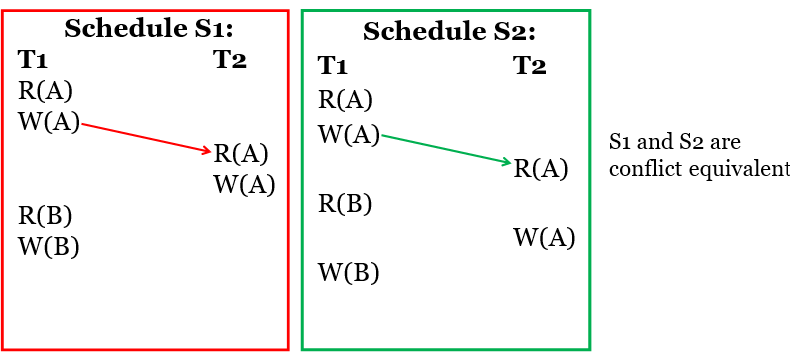 Schedule S1:
T1 T2
R(A)
W(A)
R(A)
W(A)
R(B)
W(B)
Schedule S2:
T1 T2
R(A)
W(A)
R(A)
R(B)
W(A)
W(B)
S1 and S2 are
conflict equivalent